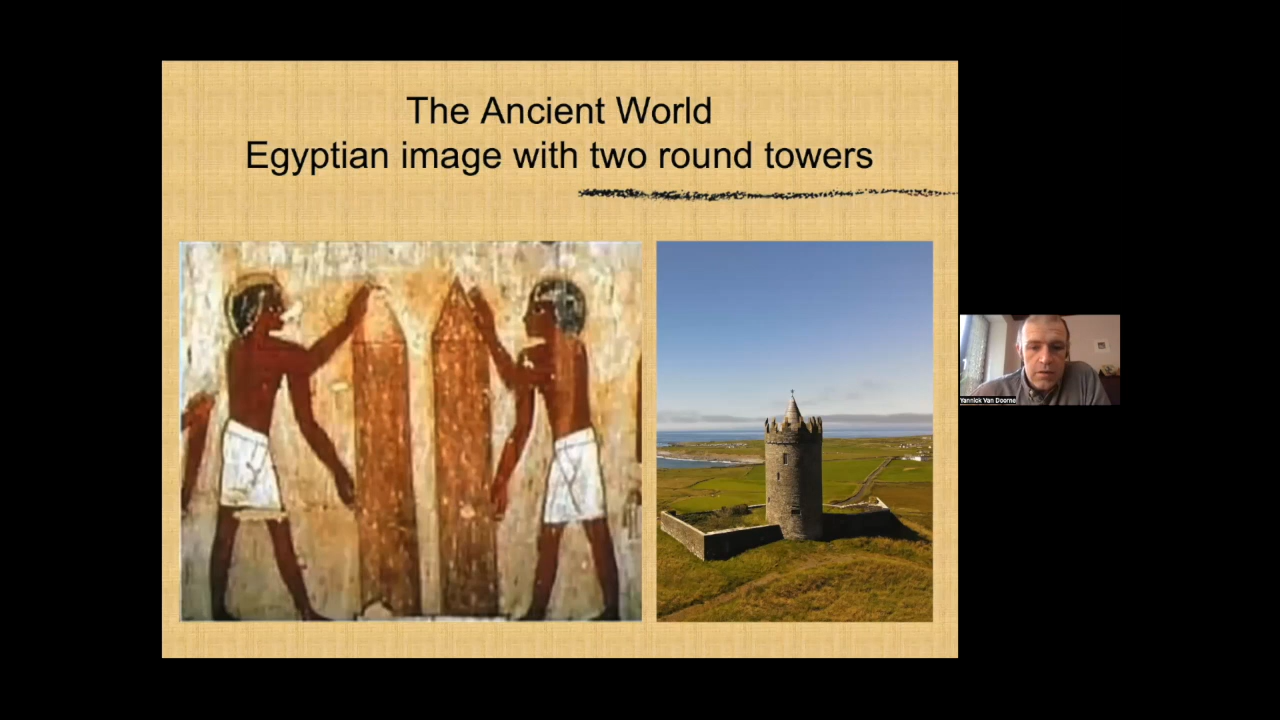 The Ancient World
Egyptian image with two round towers
Yannick Van Doorne